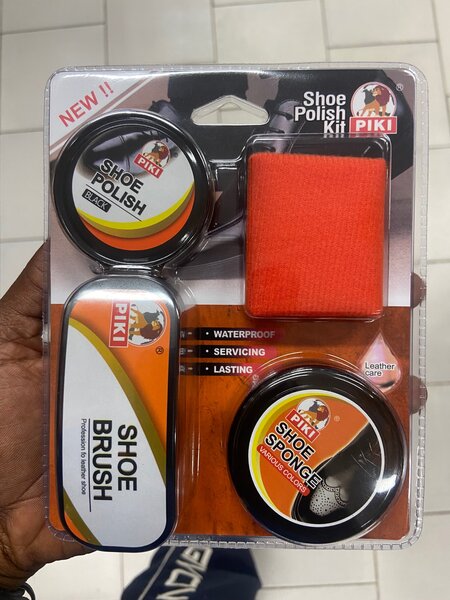 NEW !!
Shoe
Polish
Kit
PIKI
®
PIKI
SHOE
POLISH
BLACK
WATERPROOF
SERVICING
LASTING
Leather
care
PIKI
®
SHOE
BRUSH
Profession fo leather shoe
PIKI
®
SHOE
SPONGE
VARIOUS COLORS